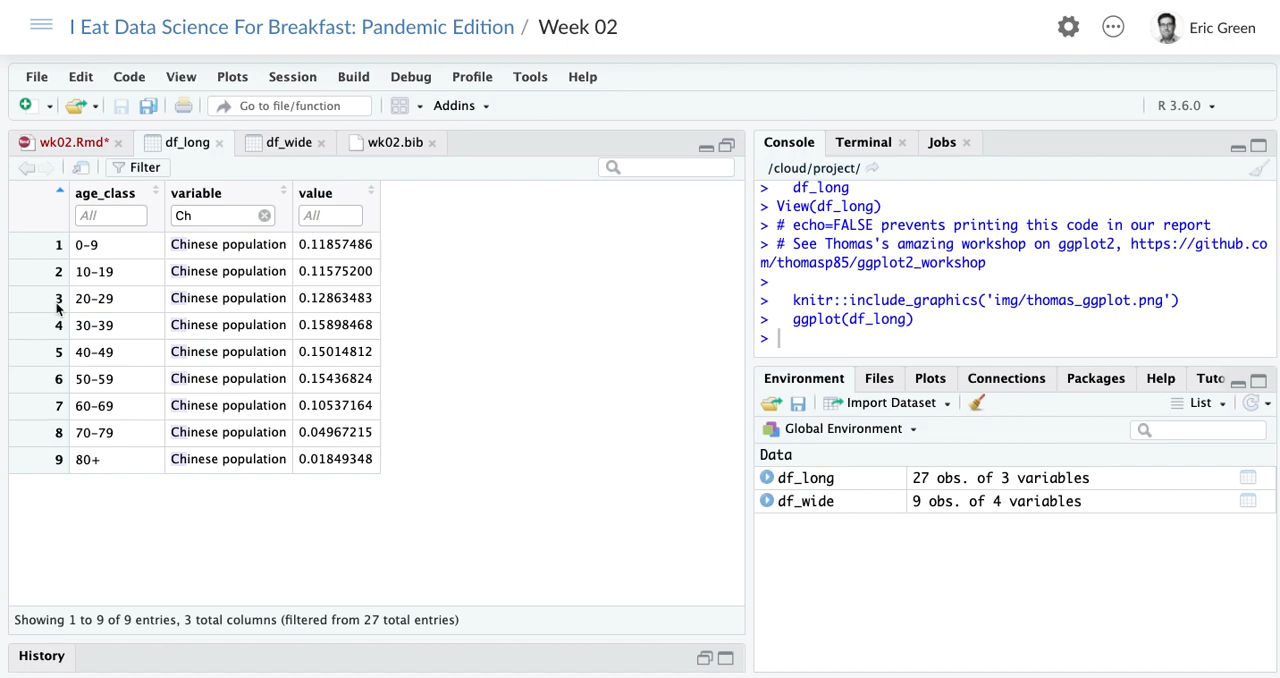 I Eat Data Science For Breakfast: Pandemic Edition / Week 02
Eric Green
File Edit Code View Plots Session Build Debug Profile Tools Help
Go to file/function Addins R 3.6.0
wk02.Rmd* df_long df_wide wk02.bib
Filter
age_class variable value
All Ch All
1 0-9 Chinese population 0.11857486
2 10-19 Chinese population 0.11575200
3 20-29 Chinese population 0.12863483
4 30-39 Chinese population 0.15898468
5 40-49 Chinese population 0.15014812
6 50-59 Chinese population 0.15436824
7 60-69 Chinese population 0.10537164
8 70-79 Chinese population 0.04967215
9 80+ Chinese population 0.01849348
Showing 1 to 9 of 9 entries, 3 total columns (filtered from 27 total entries)
History
Console Terminal Jobs
/cloud/project/
> df_long
> View(df_long)
> # echo=FALSE prevents printing this code in our report
> # See Thomas's amazing workshop on ggplot2, https://github.co
m/thomasp85/ggplot2_workshop
>
> knitr::include_graphics('img/thomas_ggplot.png')
> ggplot(df_long)
>
Environment Files Plots Connections Packages Help Tuto
Import Dataset List
Global Environment
Data
df_long 27 obs. of 3 variables
df_wide 9 obs. of 4 variables